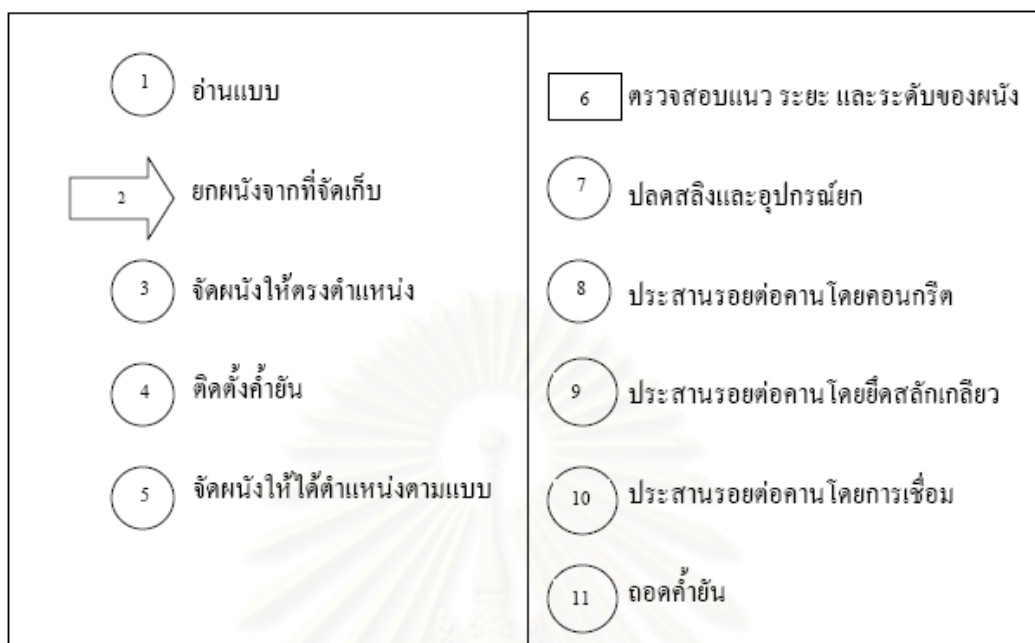 1 อ่านแบบ
2 ยกผนังจากที่จัดเก็บ
3 จัดผนังให้ตรงตำแหน่ง
4 ติดตั้งค้ำยัน
5 จัดผนังให้ได้ตำแหน่งตามแบบ
6 ตรวจสอบแนว ระยะ และระดับของผนัง
7 ปลดสลิงและอุปกรณ์ยก
8 ประสานรอยต่อคานโดยคอนกรีต
9 ประสานรอยต่อคานโดยยึดสลักเกลียว
10 ประสานรอยต่อคานโดยการเชื่อม
11 ถอดค้ำยัน